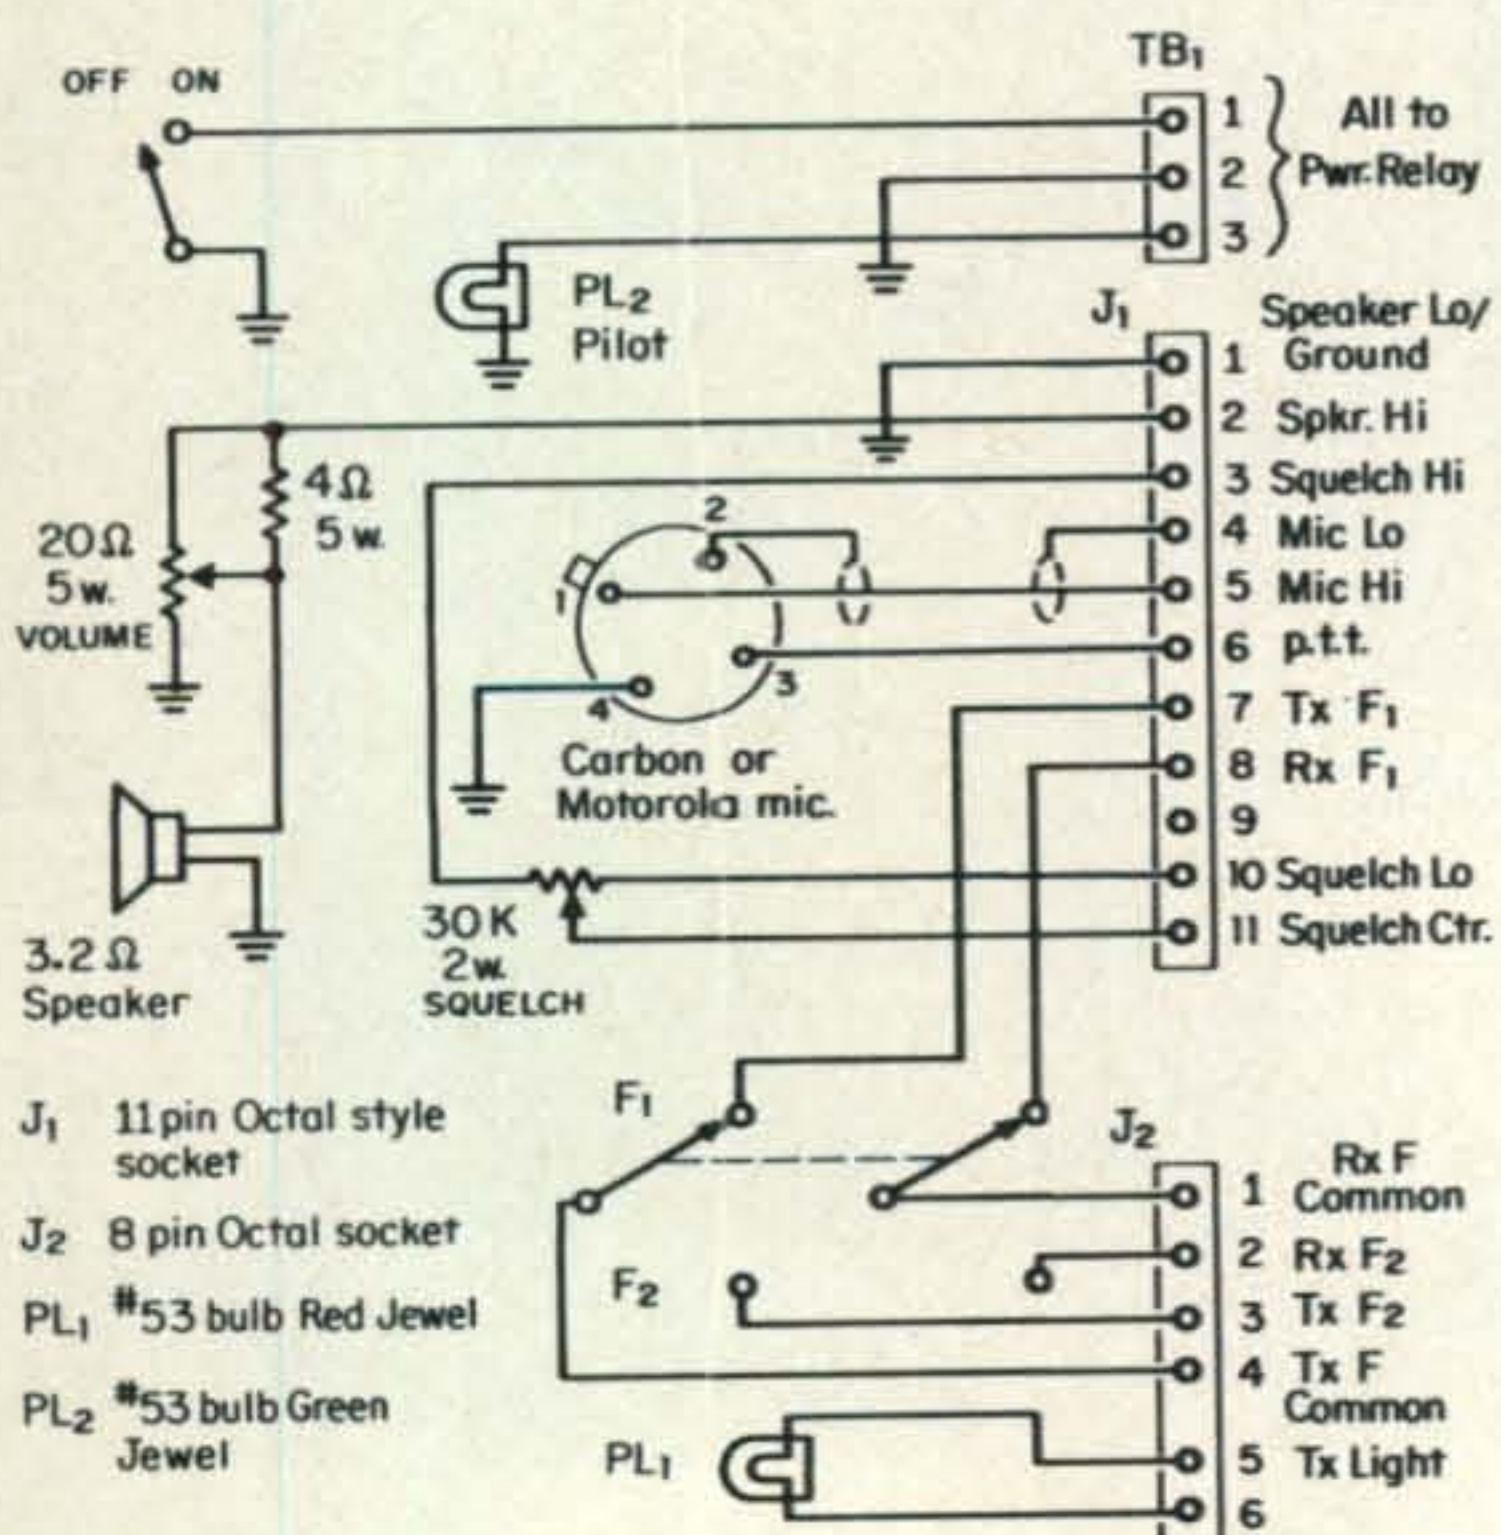 OFF ON
TB1
1
2
3
All to
Pwr. Relay
PL2
Pilot
J1
Speaker Lo/
1 Ground
2 Spkr. Hi
3 Squelch Hi
4 Mic Lo
5 Mic Hi
6 p.t.t.
7 Tx F1
8 Rx F1
9
10 Squelch Lo
11 Squelch Ctr.
4Ω
5 w.
20Ω
5 w.
VOLUME
2
1
3
4
Carbon or
Motorola mic.
30 K
2 w.
SQUELCH
3.2 Ω
Speaker
J1 11 pin Octal style
socket
J2 8 pin Octal socket
PL1 #53 bulb Red Jewel
PL2 #53 bulb Green
Jewel
F1
F2
J2
Rx F
1 Common
2 Rx F2
3 Tx F2
4 Tx F
Common
5 Tx Light
6
PL1